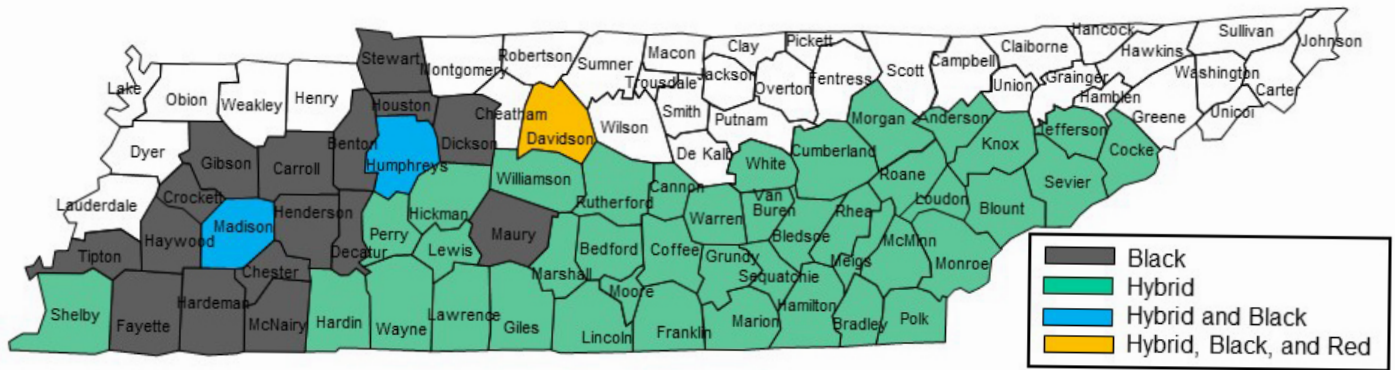 Hancock
Sullivan
Stewart
Robertson
Macon
Clay
Pickett
Claiborne
Hawkins
Johnson
Montgomery
Sumner
Scott
Campbell
Trousdale
Jackson
Fentress
Grainger
Washington
Lake
Obion
Weakley
Henry
Overton
Union
Hamblen
Carter
Houston
Cheatham
Smith
Putnam
Morgan
Anderson
Greene
Unicoi
Dyer
Gibson
Carroll
Benton
Humphreys
Dickson
Davidson
Wilson
De Kalb
White
Cumberland
Knox
Jefferson
Cocke
Roane
Williamson
Cannon
Sevier
Lauderdale
Crockett
Madison
Henderson
Hickman
Rutherford
Van
Buren
Warren
Rhea
Loudon
Blount
Haywood
Decatur
Perry
Lewis
Maury
Bedford
Coffee
Grundy
Bledsoe
McMinn
Meigs
Monroe
Tipton
Chester
Marshall
Sequatchie
Moore
Hamilton
Shelby
Fayette
Hardeman
McNairy
Hardin
Wayne
Lawrence
Giles
Lincoln
Franklin
Marion
Bradley
Polk
Black
Hybrid
Hybrid and Black
Hybrid, Black, and Red